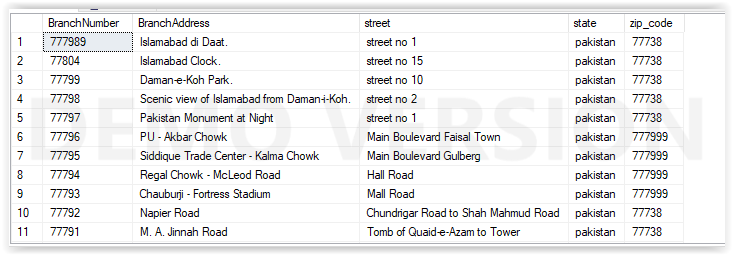 BranchNumber BranchAddress street state zip_code
1 777989 Islamabad di Daat. street no 1 pakistan 77738
2 77804 Islamabad Clock. street no 15 pakistan 77738
3 77799 Daman-e-Koh Park. street no 10 pakistan 77738
4 77798 Scenic view of Islamabad from Daman-i-Koh. street no 2 pakistan 77738
5 77797 Pakistan Monument at Night street no 1 pakistan 77738
6 77796 PU - Akbar Chowk Main Boulevard Faisal Town pakistan 777999
7 77795 Siddique Trade Center - Kalma Chowk Main Boulevard Gulberg pakistan 777999
8 77794 Regal Chowk - McLeod Road Hall Road pakistan 777999
9 77793 Chauburji - Fortress Stadium Mall Road pakistan 777999
10 77792 Napier Road Chundrigar Road to Shah Mahmud Road pakistan 77738
11 77791 M. A. Jinnah Road Tomb of Quaid-e-Azam to Tower pakistan 77738
DEMO VERSION